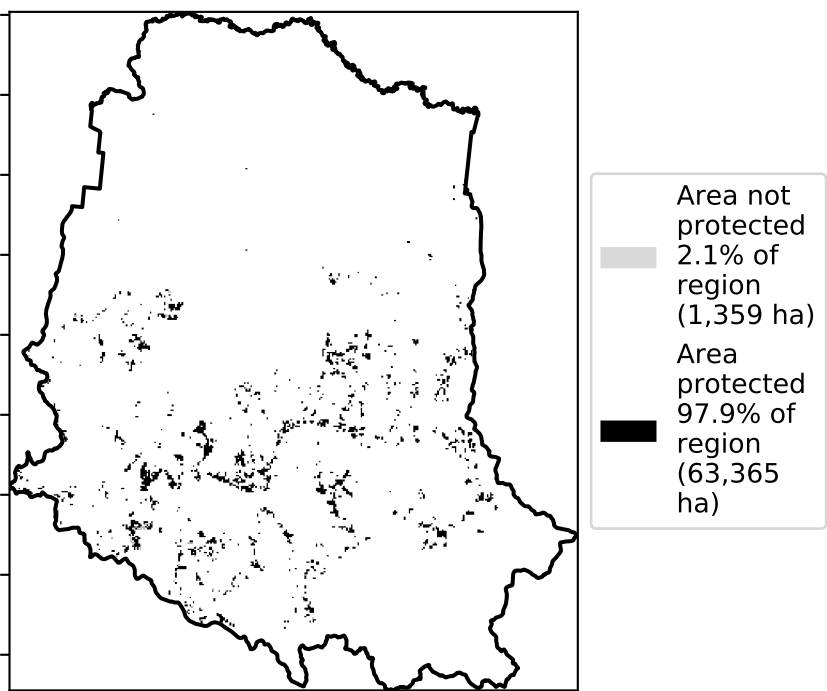 Area not
protected
2.1% of
region
(1,359 ha)
Area
protected
97.9% of
region
(63,365
ha)